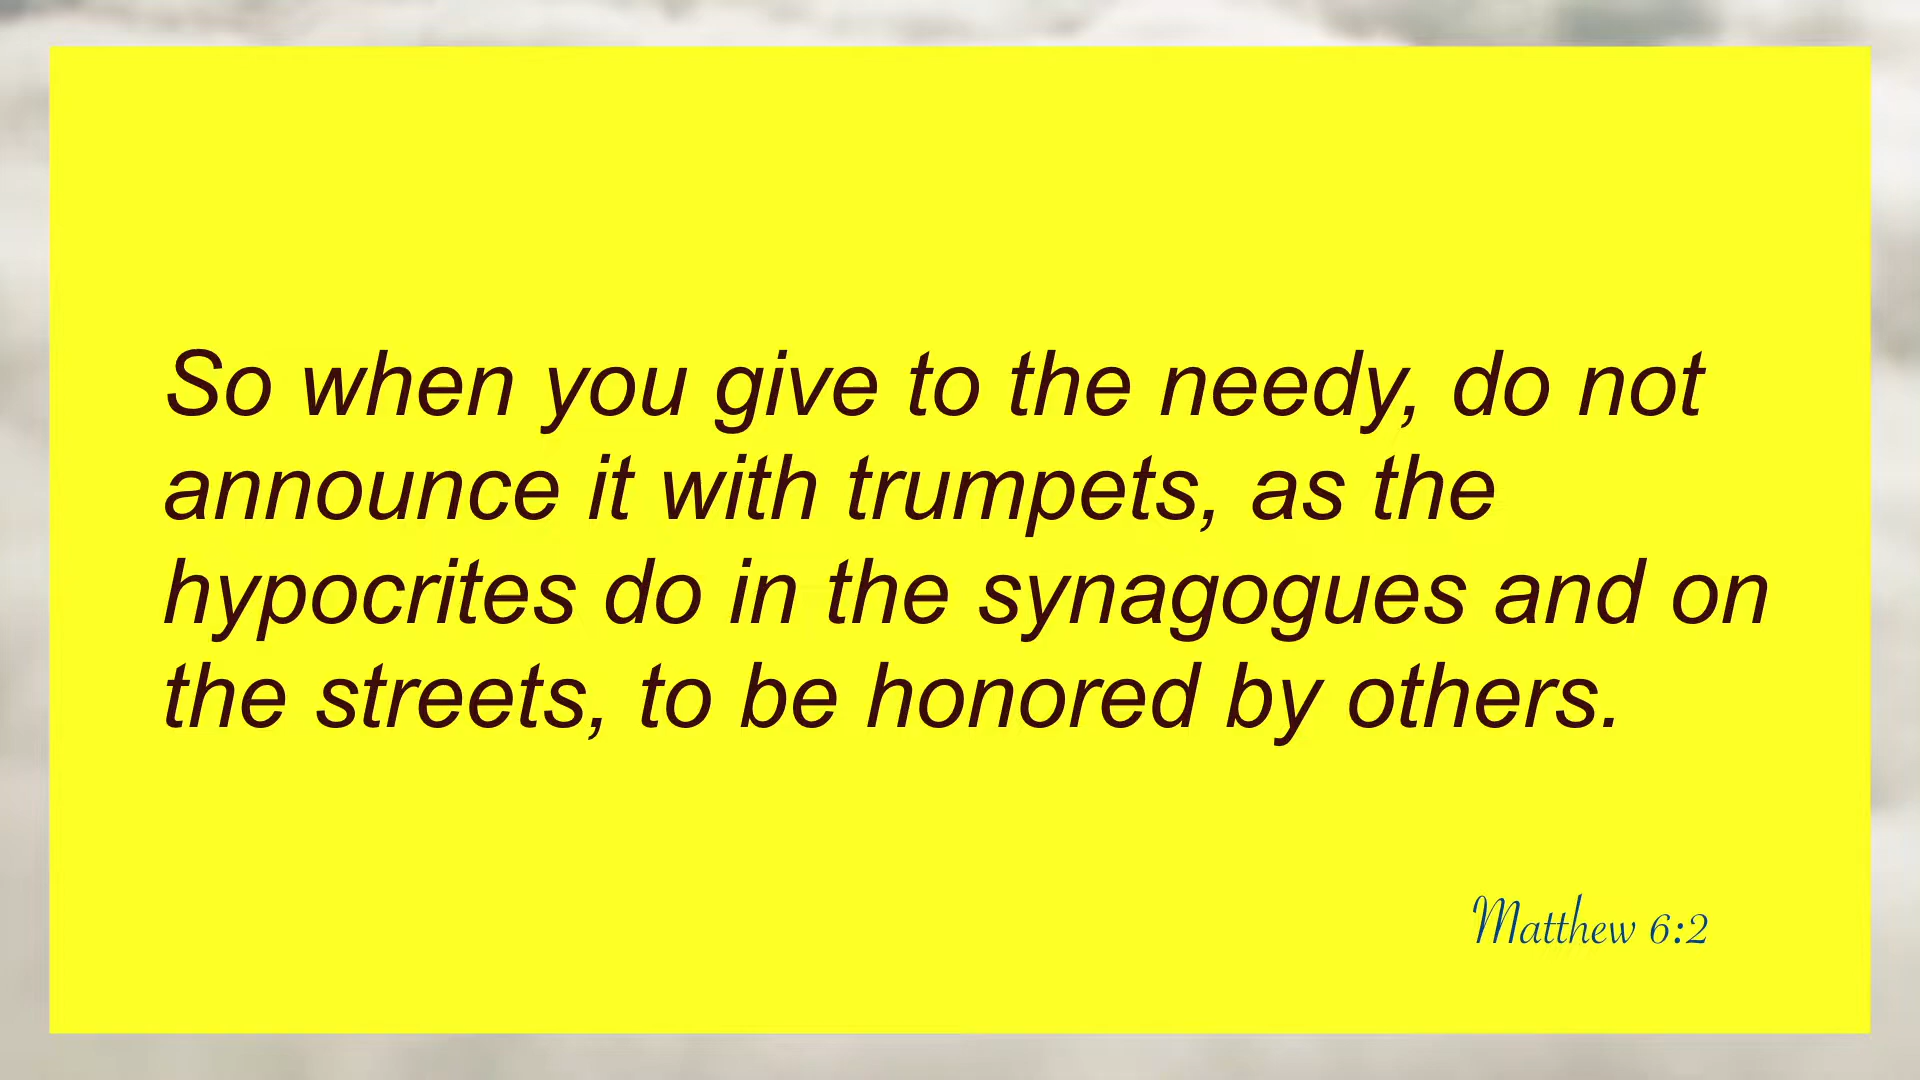 So when you give to the needy, do not
announce it with trumpets, as the
hypocrites do in the synagogues and on
the streets, to be honored by others.
Matthew 6:2